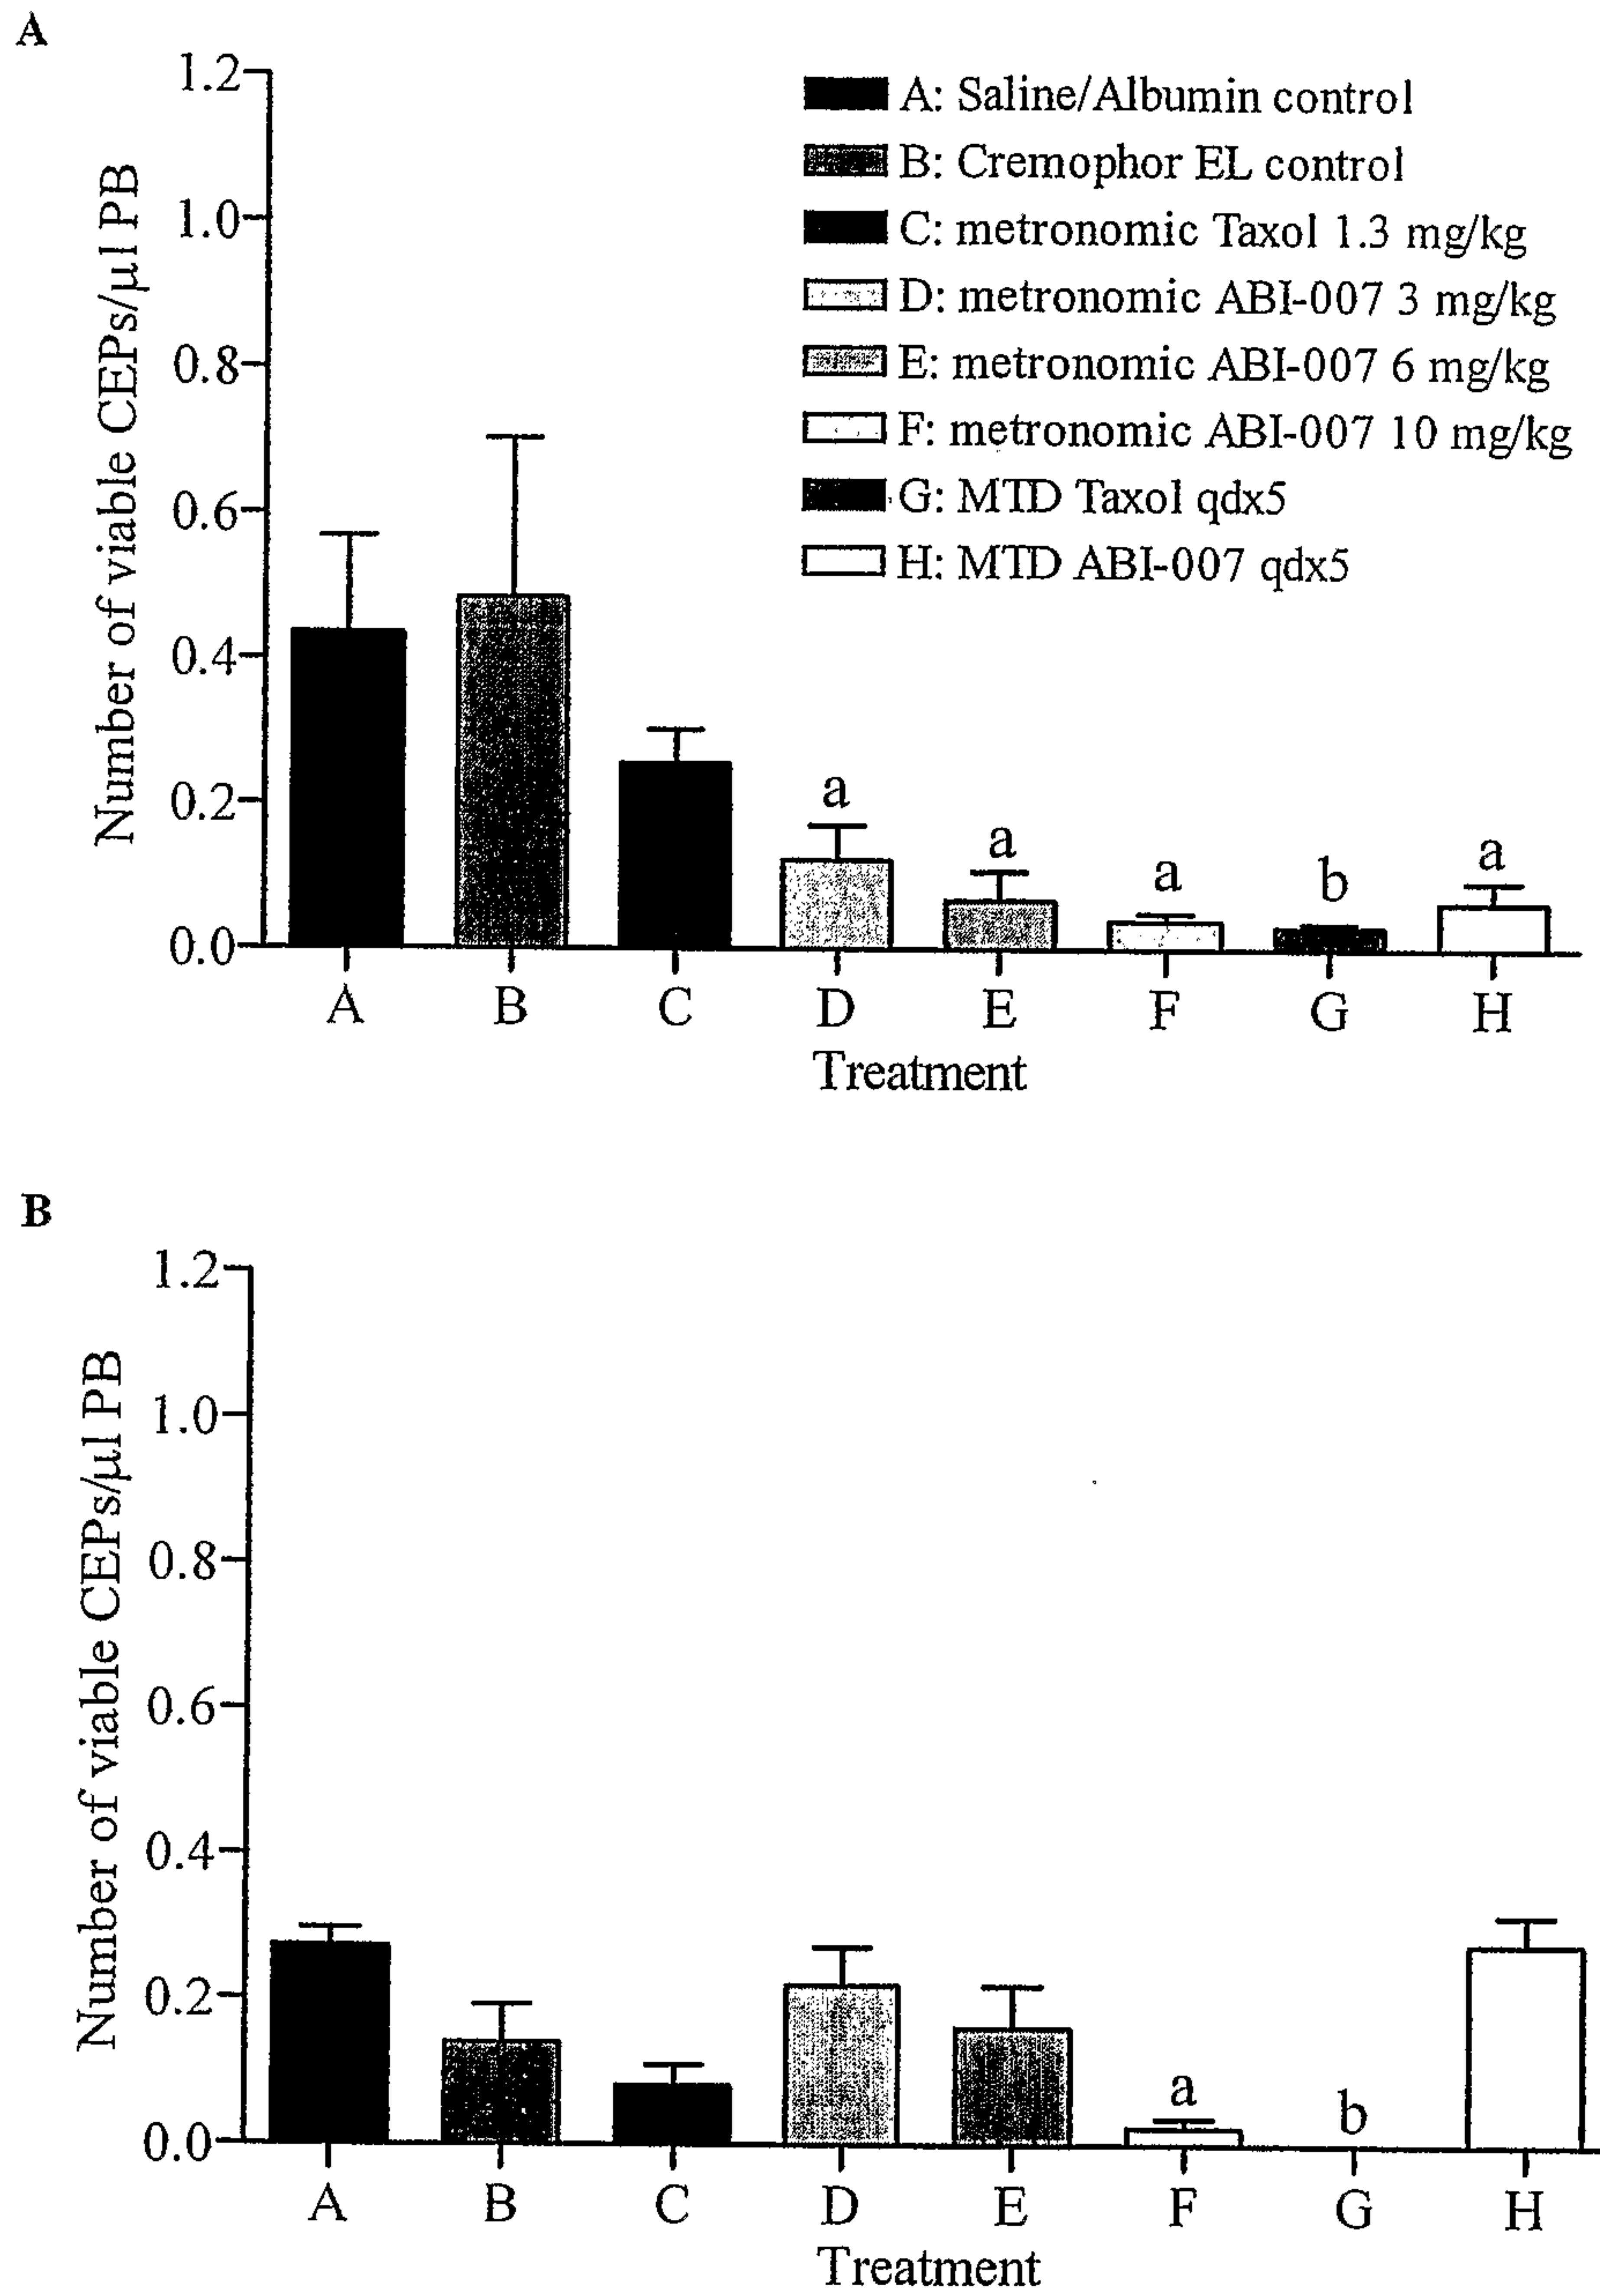 A
1.2
1.0
0.8
0.6
0.4
0.2
0.0
Number of viable CEPs/µl PB
A: Saline/Albumin control
B: Cremophor EL control
C: metronomic Taxol 1.3 mg/kg
D: metronomic ABI-007 3 mg/kg
E: metronomic ABI-007 6 mg/kg
F: metronomic ABI-007 10 mg/kg
G: MTD Taxol qdx5
H: MTD ABI-007 qdx5
a
a
a
b
a
A B C D E F G H
Treatment
B
1.2
1.0
0.8
0.6
0.4
0.2
0.0
Number of viable CEPs/µl PB
a
b
A B C D E F G H
Treatment